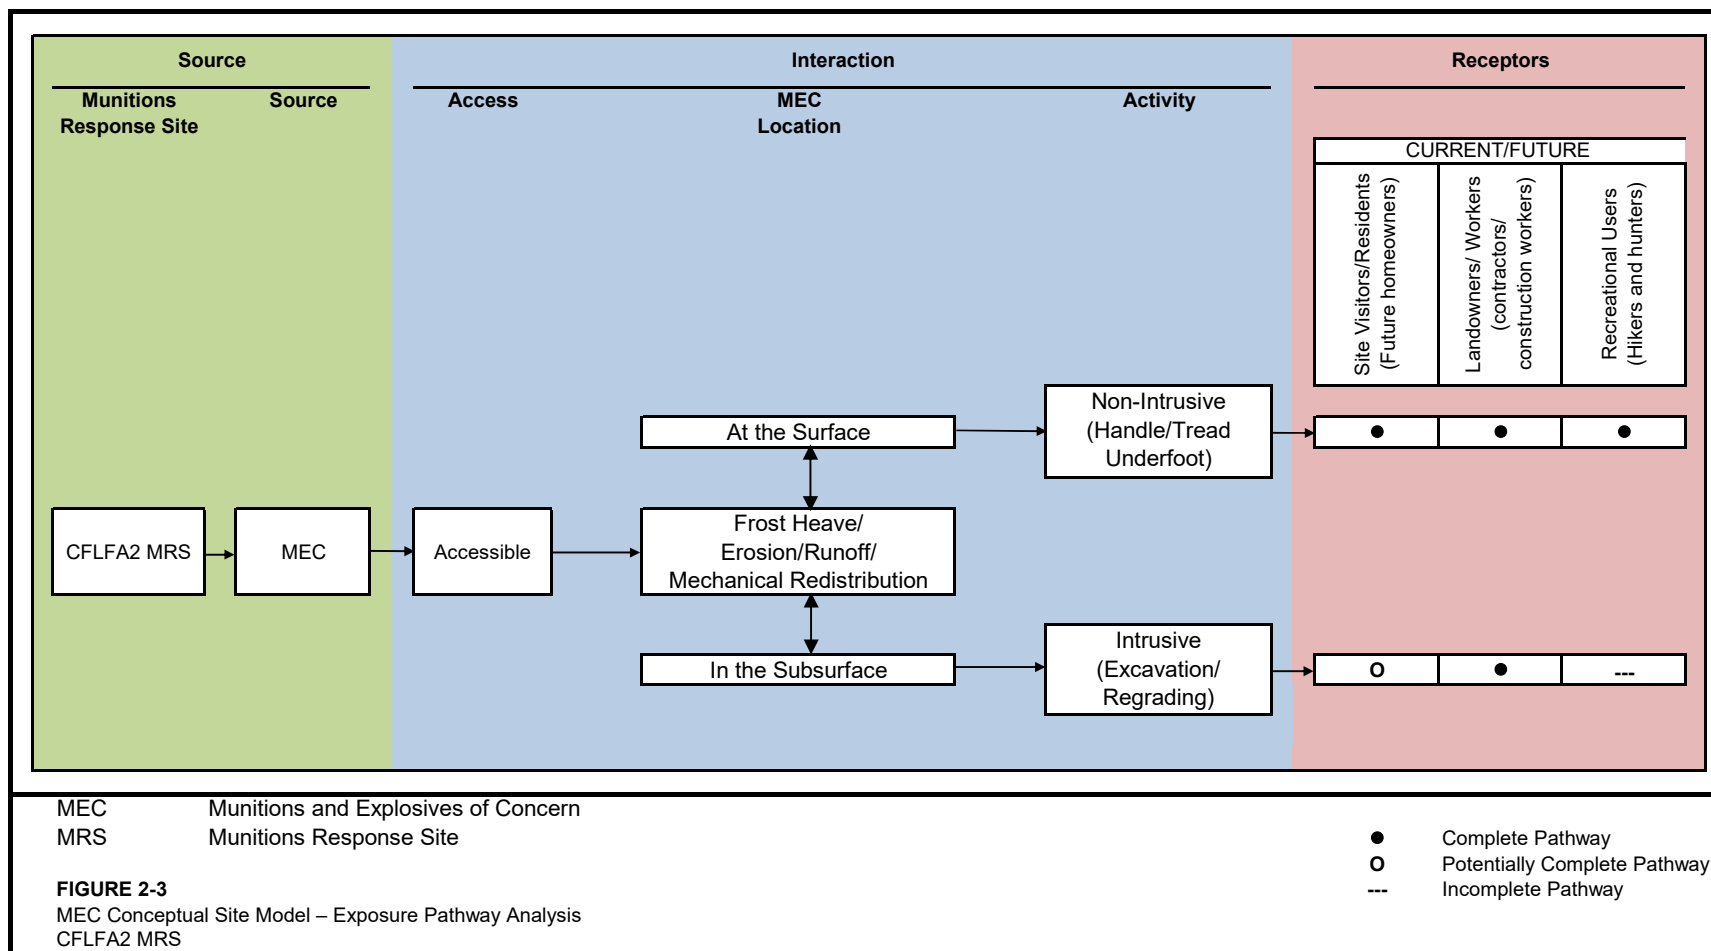 Source
Interaction
Receptors
Munitions
Response Site
Source
Access
MEC
Location
Activity
CURRENT/FUTURE
Site Visitors/Residents
(Future homeowners)
Landowners/ Workers
(contractors/
construction workers)
Recreational Users
(Hikers and hunters)
At the Surface
Non-Intrusive
(Handle/Tread
Underfoot)
● ● ●
CFLFA2 MRS
MEC
Accessible
Frost Heave/
Erosion/Runoff/
Mechanical Redistribution
In the Subsurface
Intrusive
(Excavation/
Regrading)
O ● ---
MEC Munitions and Explosives of Concern
MRS Munitions Response Site
● Complete Pathway
O Potentially Complete Pathway
--- Incomplete Pathway
FIGURE 2-3
MEC Conceptual Site Model – Exposure Pathway Analysis
CFLFA2 MRS